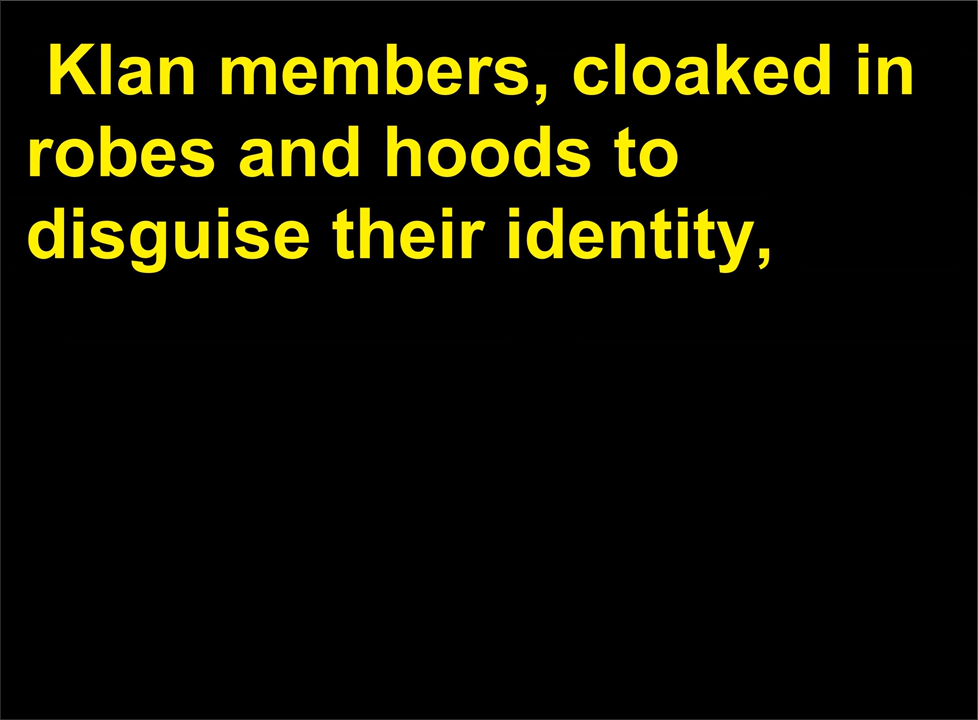 Klan members, cloaked in
robes and hoods to
disguise their identity,